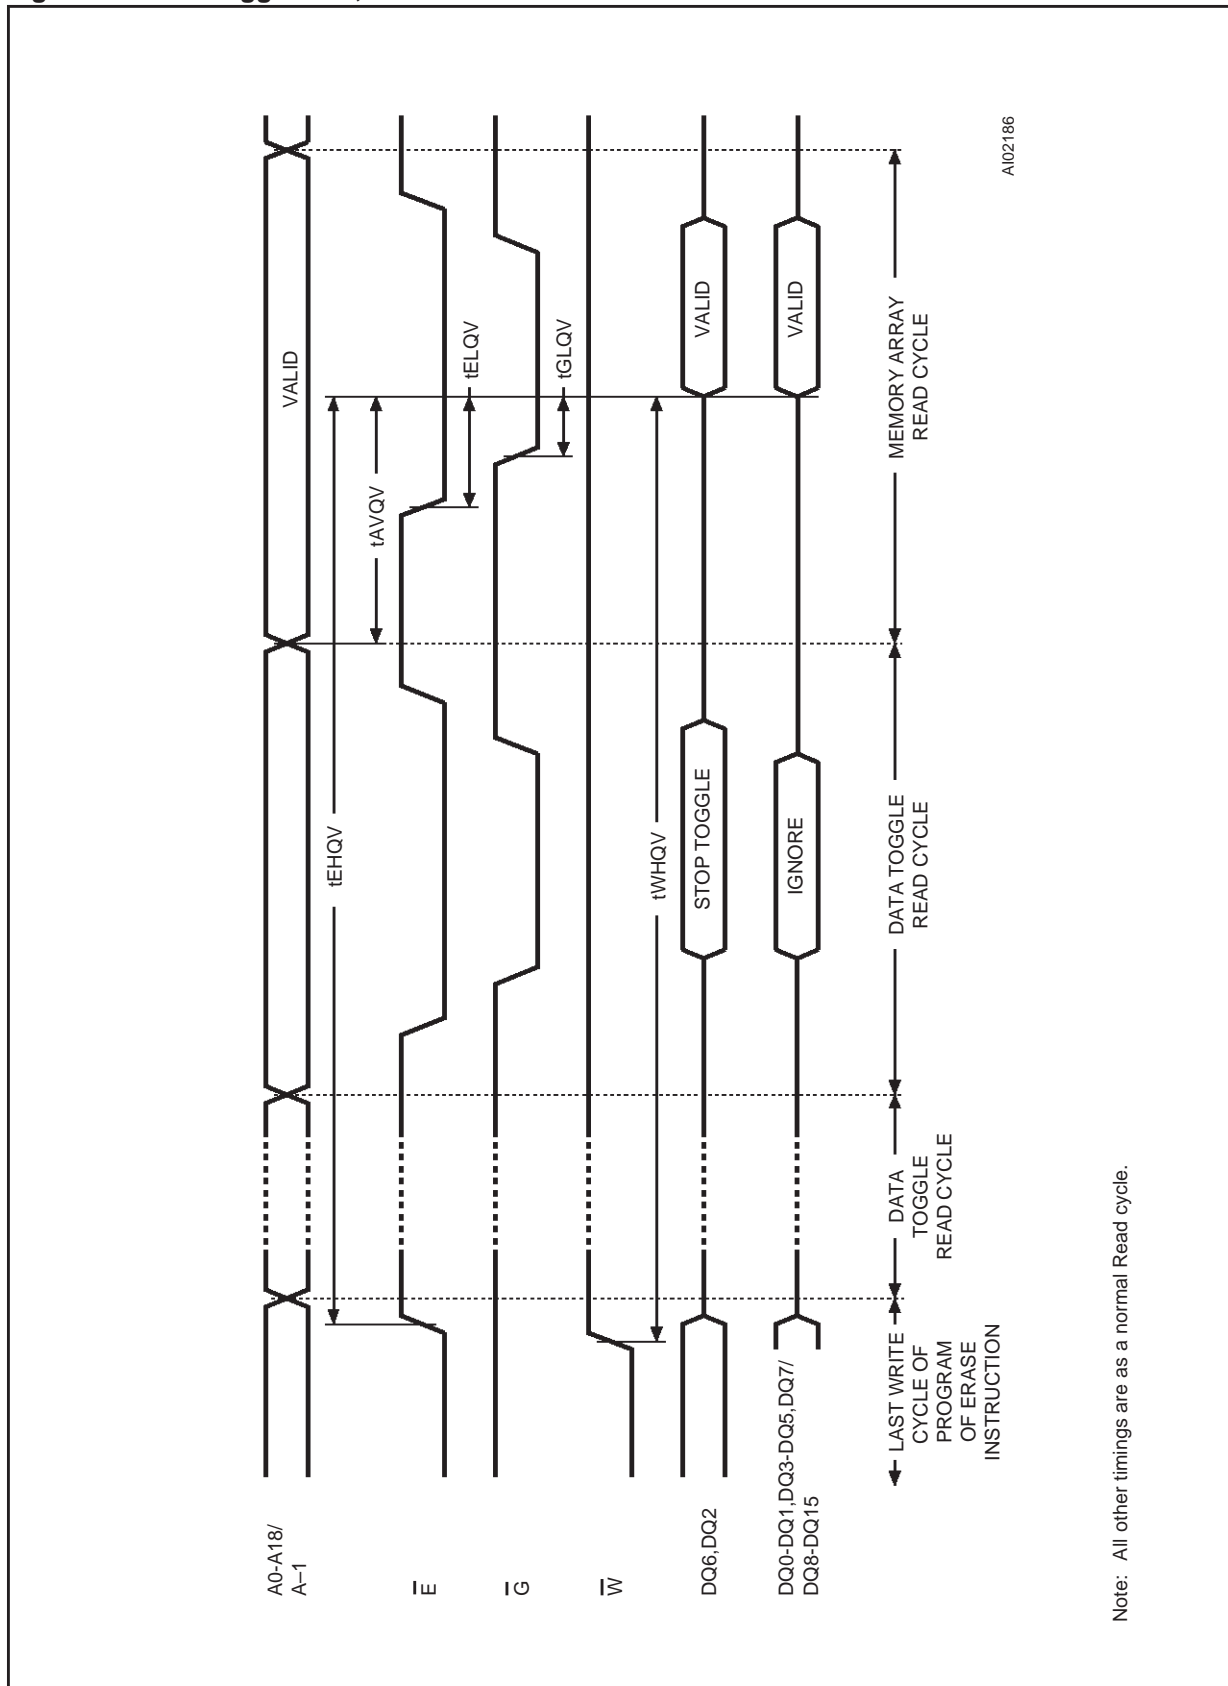 A0-A18/
A–1
E
G
W
DQ6,DQ2
DQ0-DQ1,DQ3-DQ5,DQ7/
DQ8-DQ15
VALID
tEHQV
tAVQV
tELQV
tGLQV
tWHQV
STOP TOGGLE
VALID
IGNORE
VALID
LAST WRITE
CYCLE OF
PROGRAM
OF ERASE
INSTRUCTION
DATA
TOGGLE
READ CYCLE
DATA TOGGLE
READ CYCLE
MEMORY ARRAY
READ CYCLE
AI02186
Note: All other timings are as a normal Read cycle.